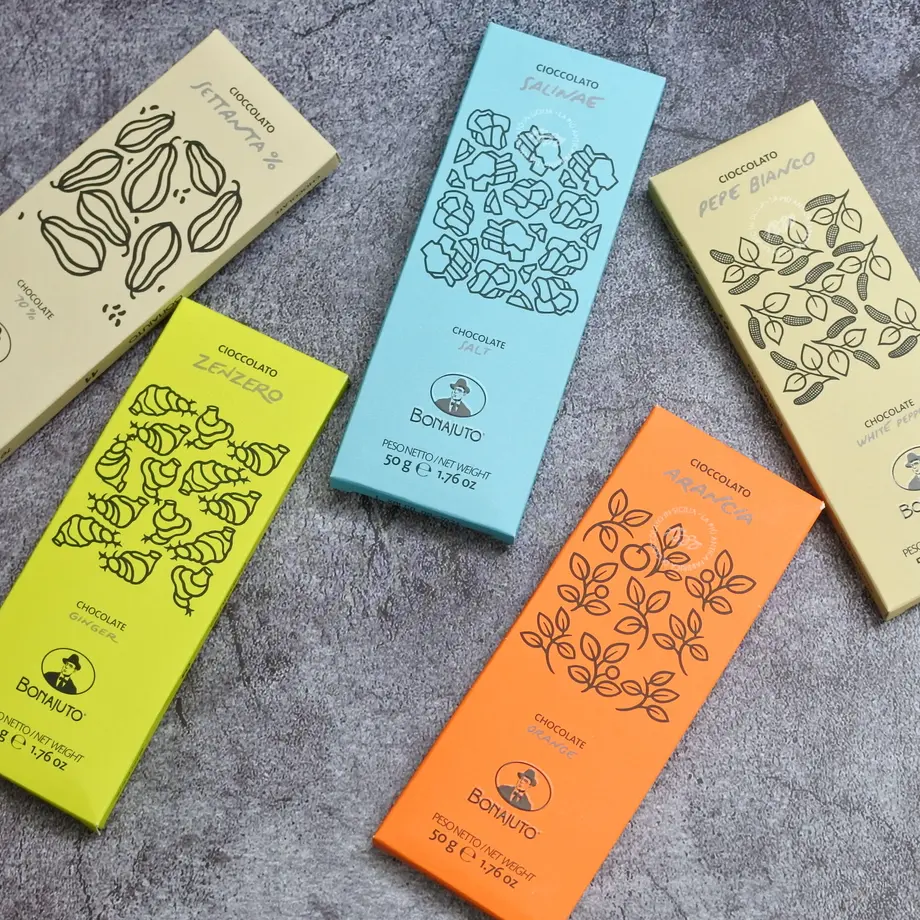 CIOCCOLATO
SETTANTA %
CHOCOLATE
70%
CIOCCOLATO
SALINAE
CHOCOLATE
SALT
BONAJUTO
PESO NETTO / NET WEIGHT
50 g ℮ 1.76 oz
CIOCCOLATO
PEPE BIANCO
CHOCOLATE
WHITE
CIOCCOLATO
ZENZERO
CHOCOLATE
GINGER
BONAJUTO
NETTO / NET WEIGHT
g ℮ 1.76 oz
CIOCCOLATO
ARANCIA
CHOCOLATE
ORANGE
BONAJUTO
PESO NETTO / NET WEIGHT
50 g ℮ 1.76 oz